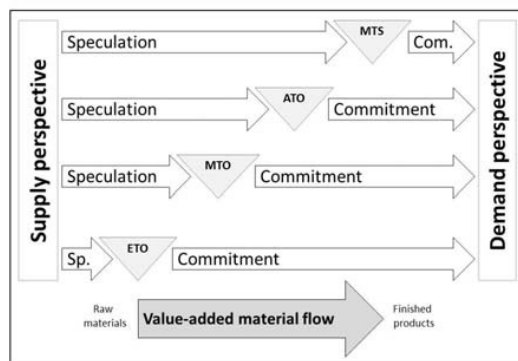 Supply perspective
Speculation
MTS
Com.
Speculation
ATO
Commitment
Speculation
MTO
Commitment
Sp.
ETO
Commitment
Demand perspective
Raw
materials
Value-added material flow
Finished
products